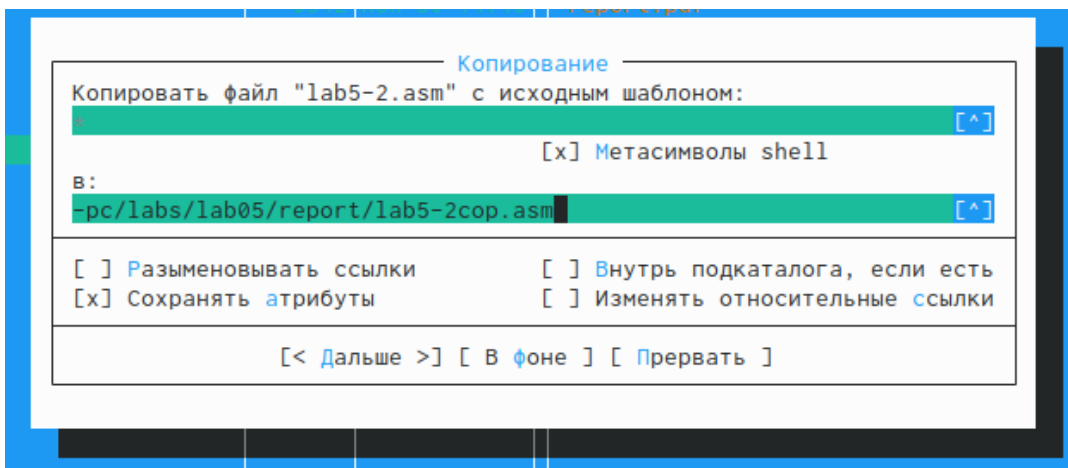 Копирование
Копировать файл "lab5-2.asm" с исходным шаблоном:
* [^]
[x] Метасимволы shell
в:
-pc/labs/lab05/report/lab5-2cop.asm [^]
[ ] Разыменовывать ссылки [ ] Внутрь подкаталога, если есть
[x] Сохранять атрибуты [ ] Изменять относительные ссылки
[< Дальше >] [ В фоне ] [ Прервать ]